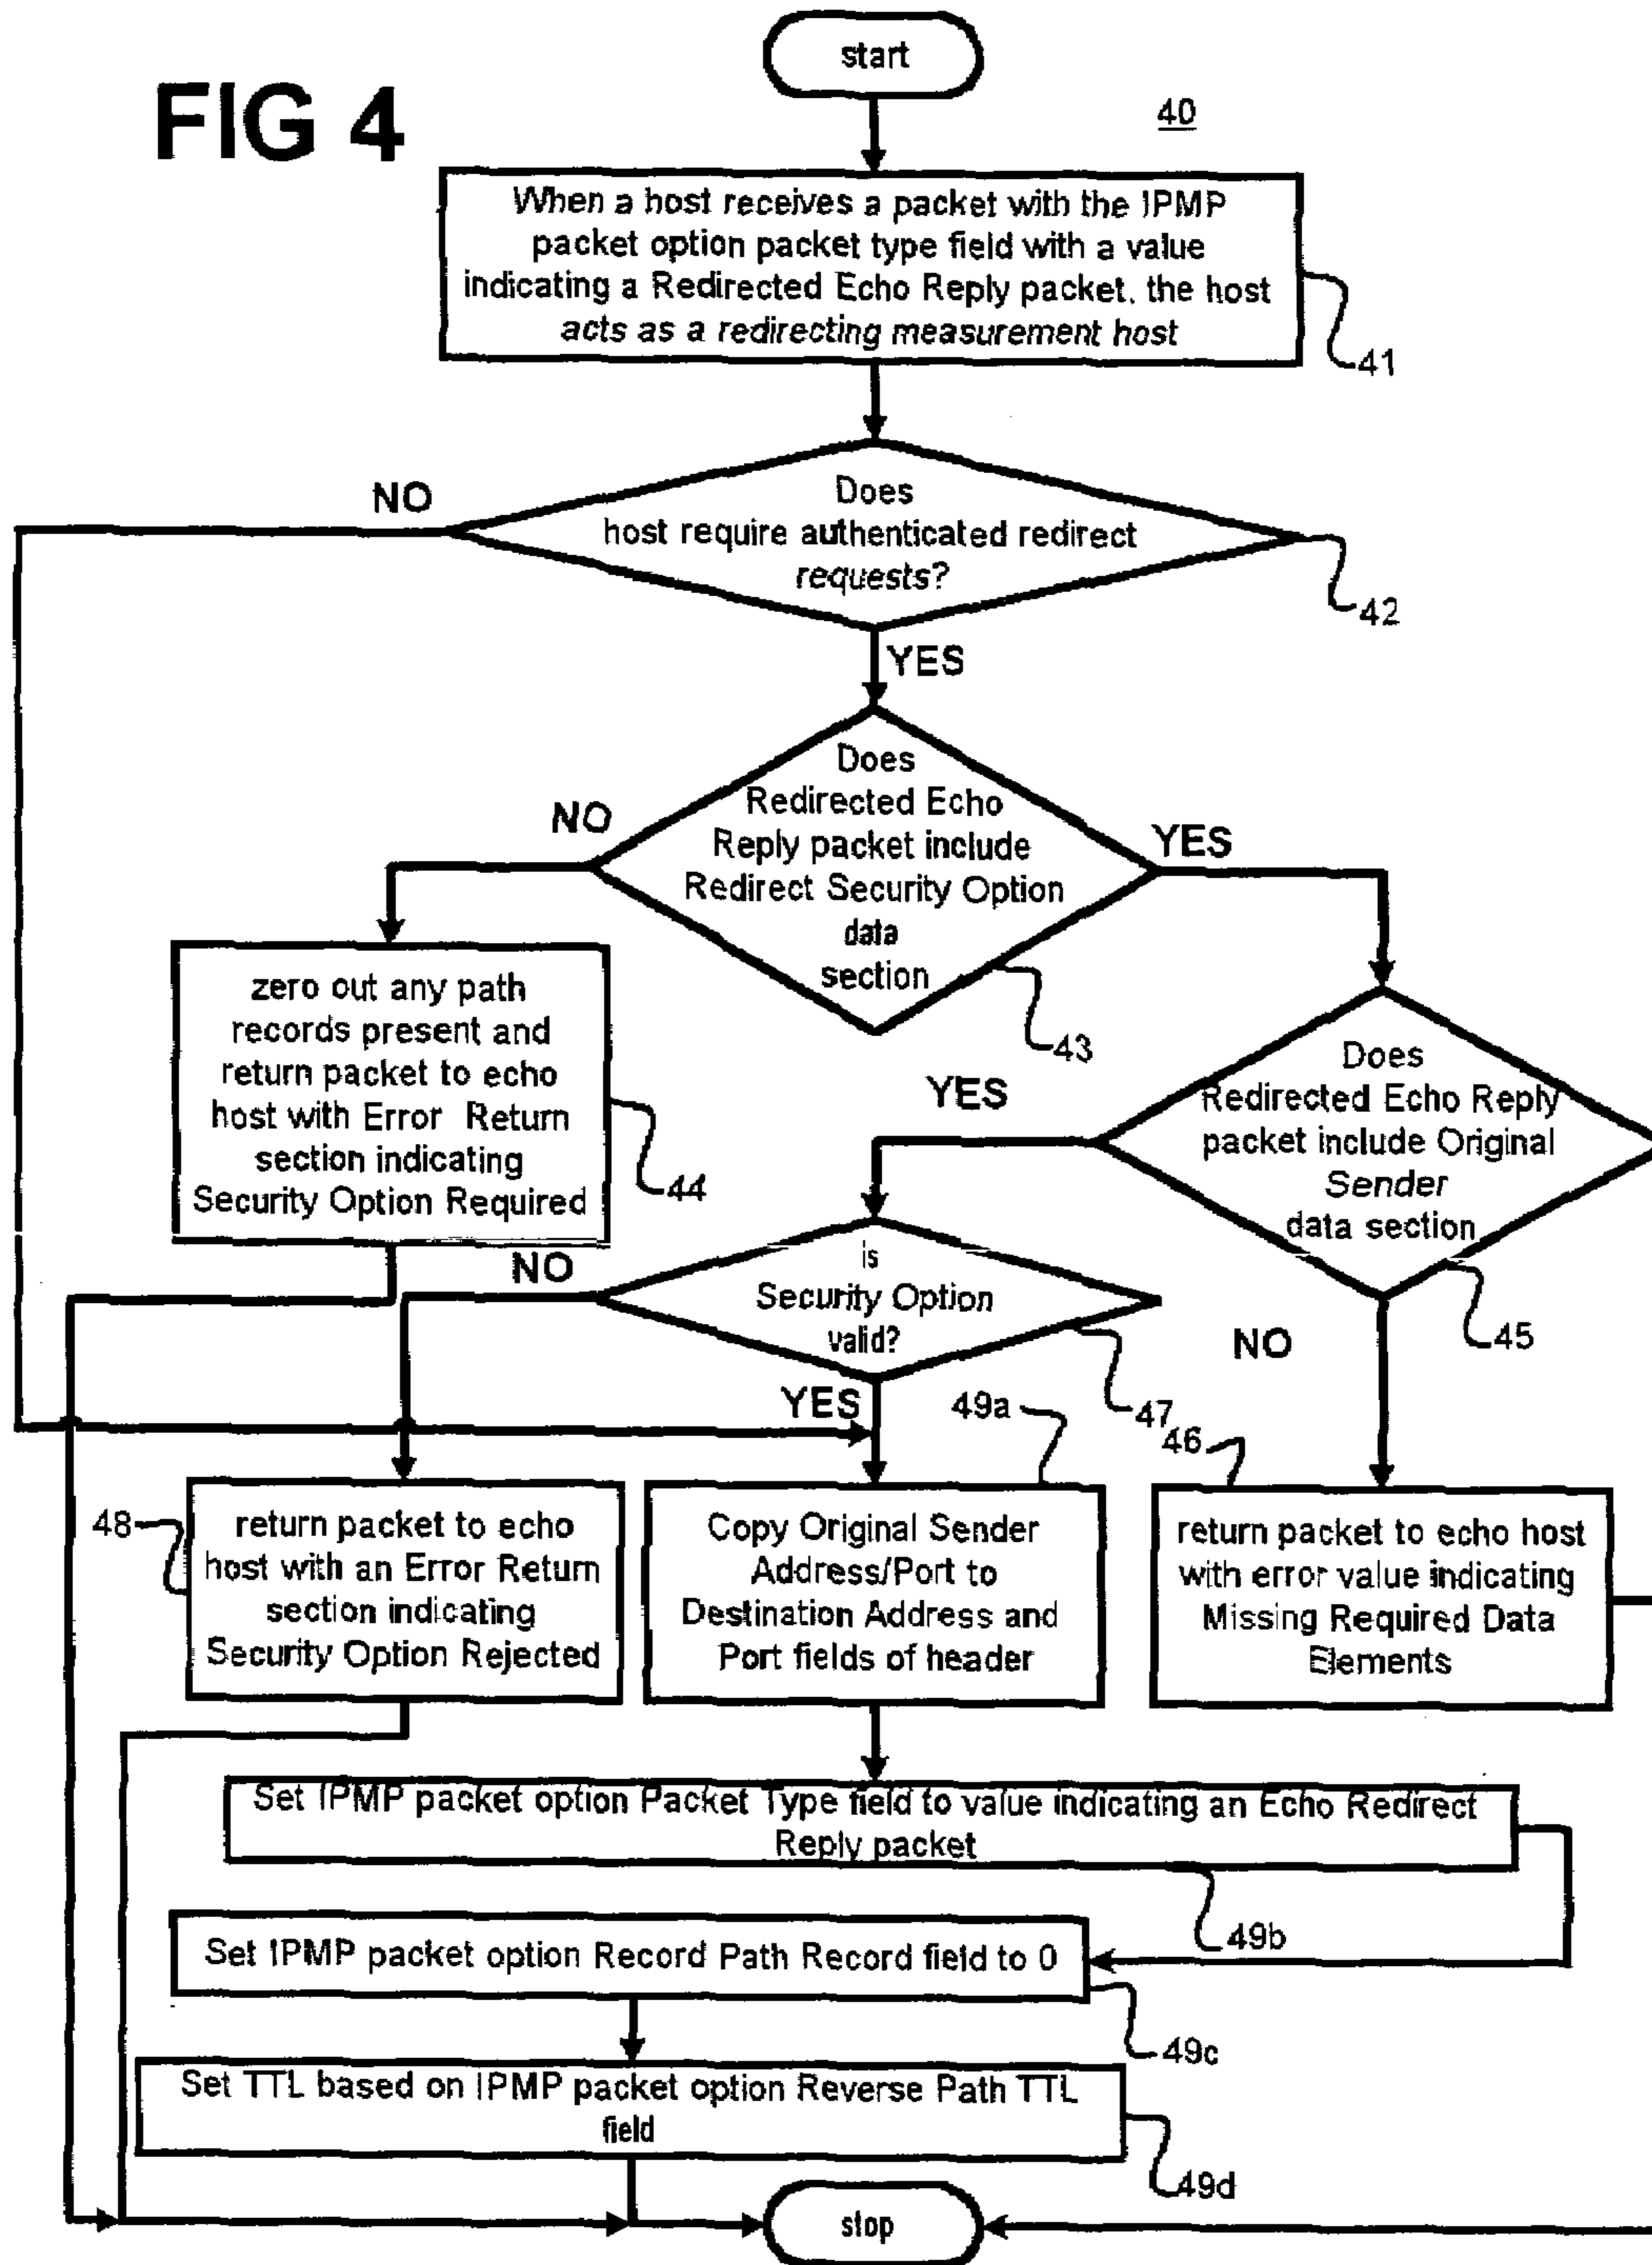 start
FIG 4
40
When a host receives a packet with the IPMP
packet option packet type field with a value
indicating a Redirected Echo Reply packet, the host
acts as a redirecting measurement host
41
NO
Does
host require authenticated redirect
requests?
42
YES
Does
Redirected Echo
Reply packet include
Redirect Security Option
data
section
NO
YES
43
zero out any path
records present and
return packet to echo
host with Error Return
section indicating
Security Option Required
44
YES
Does
Redirected Echo Reply
packet include Original
Sender
data section
45
NO
NO
is
Security Option
valid?
47
YES
49a
46
48
return packet to echo
host with an Error Return
section indicating
Security Option Rejected
Copy Original Sender
Address/Port to
Destination Address and
Port fields of header
return packet to echo host
with error value indicating
Missing Required Data
Elements
Set IPMP packet option Packet Type field to value indicating an Echo Redirect
Reply packet
49b
Set IPMP packet option Record Path Record field to 0
49c
Set TTL based on IPMP packet option Reverse Path TTL
field
49d
stop